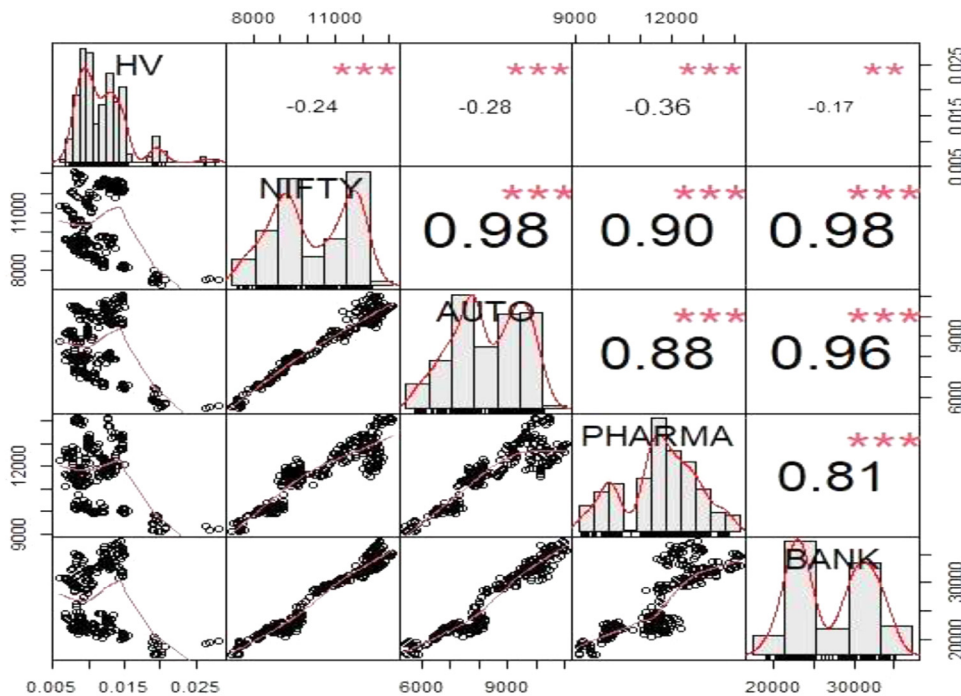 8000 11000 9000 12000
HV *** *** *** **
-0.24 -0.28 -0.36 -0.17
0.005 0.015 0.025
8000 11000
NIFTY *** *** ***
0.98 0.90 0.98
AUTO *** ***
0.88 0.96
6000 9000
9000 12000
PHARMA ***
0.81
BANK
20000 30000
0.005 0.015 0.025 6000 9000 20000 30000